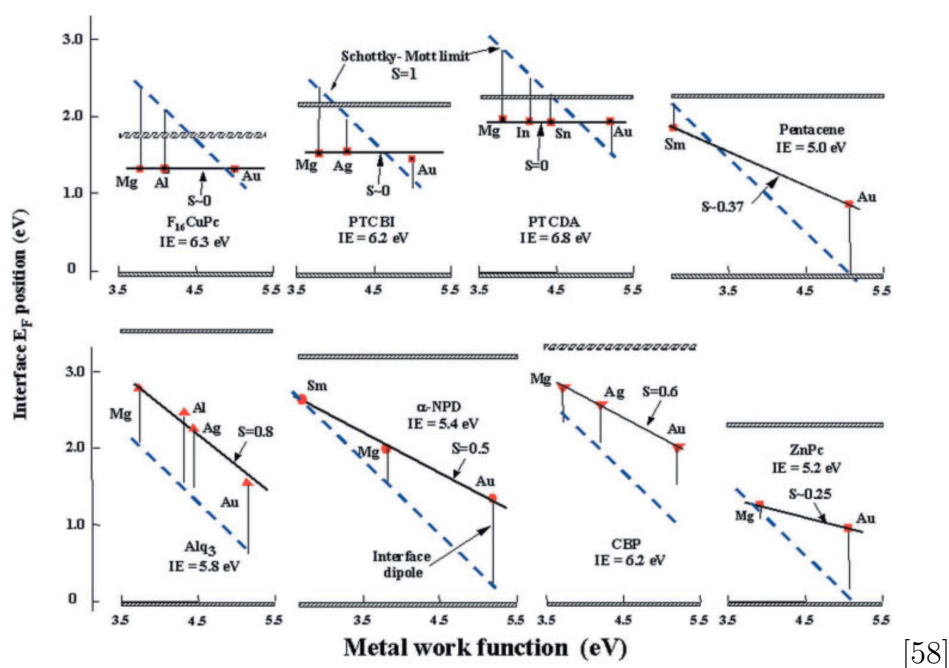 Interface E_F position (eV)
3.0
2.0
1.0
0
Schottky- Mott limit
S=1
Mg
Al
Au
S~0
F₁₆CuPc
IE = 6.3 eV
3.5 4.5 5.5
Mg
Ag
Au
S~0
PTCBI
IE = 6.2 eV
3.5 4.5 5.5
Mg
In
Sn
Au
S=0
PTCDA
IE = 6.8 eV
3.5 4.5 5.5
Pentacene
IE = 5.0 eV
Sm
Au
S~0.37
3.5 4.5 5.5
3.0
2.0
1.0
0
Mg
Al
Ag
Au
S=0.8
Alq₃
IE = 5.8 eV
3.5 4.5 5.5
Sm
α-NPD
IE = 5.4 eV
S=0.5
Mg
Au
Interface
dipole
3.5 4.5 5.5
Mg
Ag
S=0.6
Au
CBP
IE = 6.2 eV
3.5 4.5 5.5
ZnPc
IE = 5.2 eV
S~0.25
Mg
Au
3.5 4.5 5.5
Metal work function (eV)
[58]